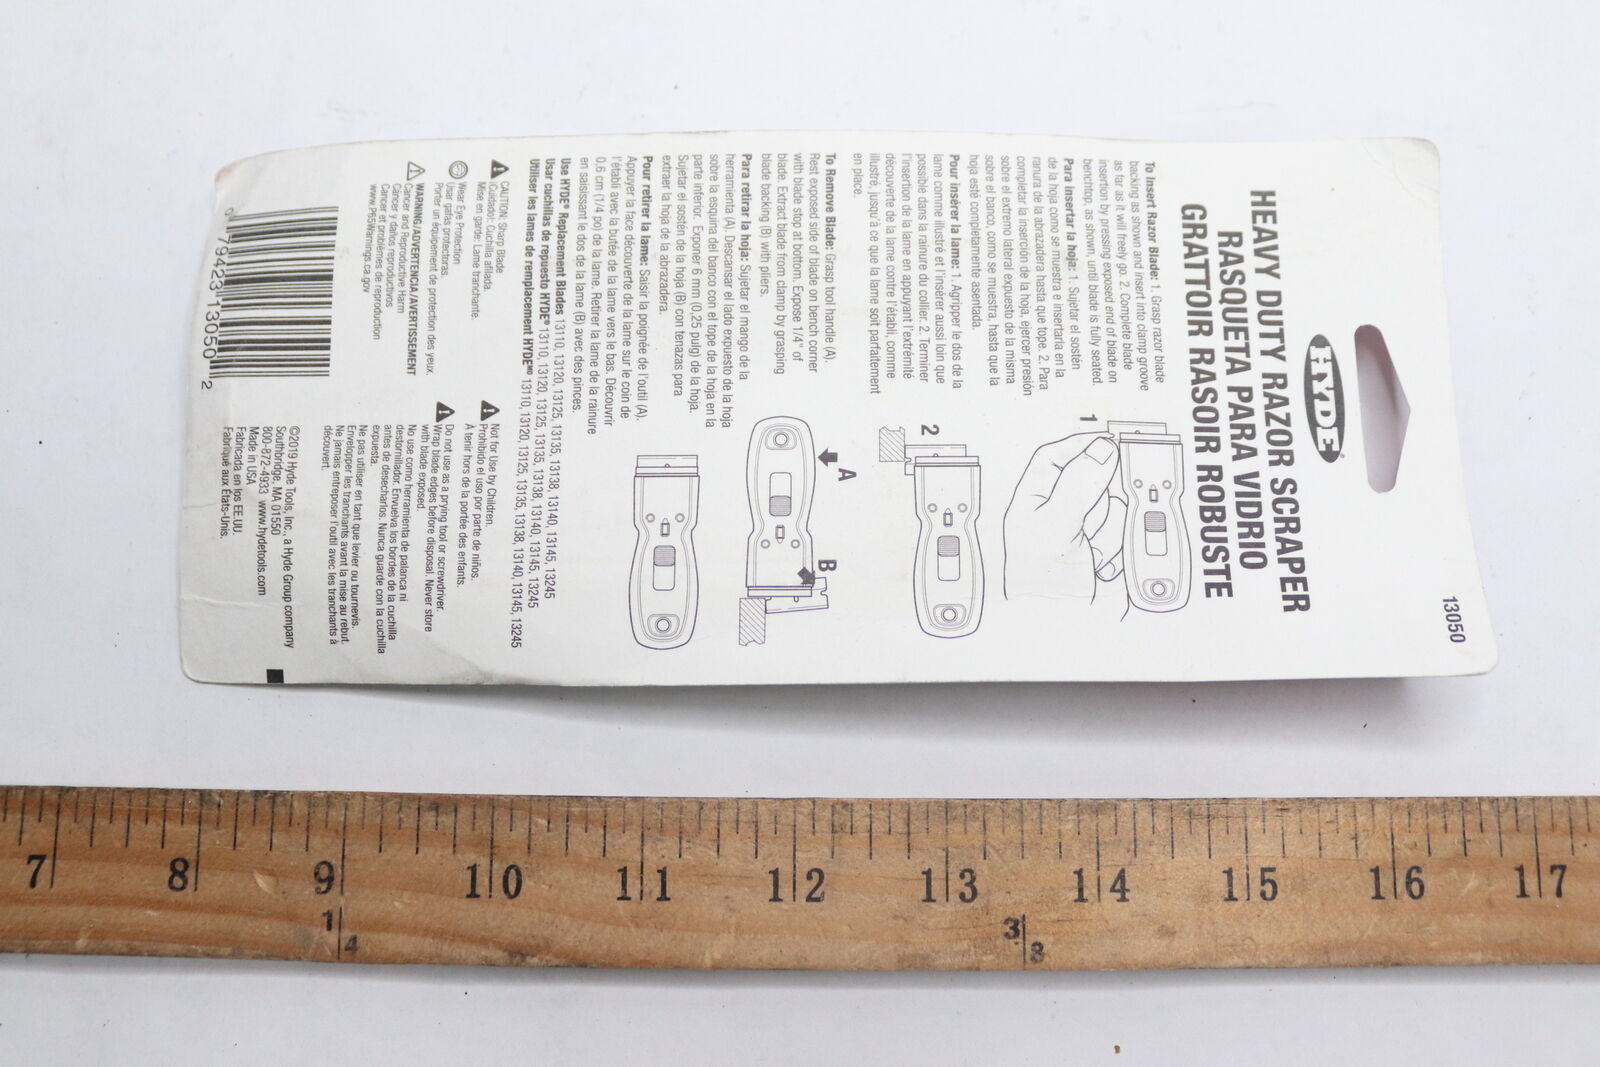 13050
HYDE®
HEAVY DUTY RAZOR SCRAPER
RASQUETA PARA VIDRIO
GRATTOIR RASOIR ROBUSTE
To Insert Razor Blade: 1. Grasp razor blade
backing as shown and insert into clamp groove
as far as it will freely go. 2. Complete blade
insertion by pressing exposed end of blade on
benchtop, as shown, until blade is fully seated.
Para insertar la hoja: 1. Sujetar el sostén
de la hoja como se muestra e insertarla en la
ranura de la abrazadera hasta que tope. 2. Para
completar la inserción de la hoja, ejercer presión
sobre el extremo lateral expuesto de la misma
sobre el banco, como se muestra, hasta que la
hoja esté completamente asentada.
Pour insérer la lame: 1. Agripper le dos de la
lame comme illustré et l'insérer aussi loin que
possible dans la rainure du collier. 2. Terminer
l'insertion de la lame en appuyant l'extrémité
découverte de la lame contre l'établi, comme
illustré, jusqu'à ce que la lame soit parfaitement
en place.
1
2
To Remove Blade: Grasp tool handle (A).
Rest exposed side of blade on bench corner
with blade stop at bottom. Expose 1/4" of
blade. Extract blade from clamp by grasping
blade backing (B) with pliers.
Para retirar la hoja: Sujetar el mango de la
herramienta (A). Descansar el lado expuesto de la hoja
sobre la esquina del banco con el tope de la hoja en la
parte inferior. Exponer 6 mm (0,25 pulg) de la hoja.
Sujetar el sostén de la hoja (B) con tenazas para
extraer la hoja de la abrazadera.
Pour retirer la lame: Saisir la poignée de l'outil (A).
Appuyer la face découverte de la lame sur le coin de
l'établi avec la butée de la lame vers le bas. Découvrir
0,6 cm (1/4 po) de la lame. Retirer la lame de la rainure
en saisissant le dos de la lame (B) avec des pinces.
A
B
Use HYDE® Replacement Blades 13110, 13120, 13125, 13135, 13138, 13140, 13145, 13245
Usar cuchillas de repuesto HYDE® 13110, 13120, 13125, 13135, 13138, 13140, 13145, 13245
Utiliser les lames de remplacement HYDEMD 13110, 13120, 13125, 13135, 13138, 13140, 13145, 13245
CAUTION: Sharp Blade
¡Cuidado! Cuchilla afilada.
Mise en garde: Lame tranchante.
Wear Eye Protection
Usar gafas protectoras.
Porter un équipement de protection des yeux.
WARNING/ADVERTENCIA/AVERTISSEMENT
Cancer and Reproductive Harm
Cáncer y daños reproductivos
Cancer et problèmes de reproduction
www.P65Warnings.ca.gov
Not for Use by Children.
Prohibido el uso por parte de niños.
À tenir hors de la portée des enfants.
Do not use as a prying tool or screwdriver.
Wrap blade edges before disposal. Never store
with blade exposed.
No use como herramienta de palanca ni
destornillador. Envuelva los bordes de la cuchilla
antes de desecharlos. Nunca guarde con la cuchilla
expuesta.
Ne pas utiliser en tant que levier ou tournevis.
Envelopper les tranchants avant la mise au rebut.
Ne jamais entreposer l'outil avec les tranchants à
découvert.
©2019 Hyde Tools, Inc., a Hyde Group company
Southbridge, MA 01550
800-872-4933 www.hydetools.com
Made in USA
Fabricada en los EE.UU.
Fabriqué aux États-Unis.
0 79423 13050 2
7 8 9 10 11 12 13 14 15 16 17
1 4 3 8